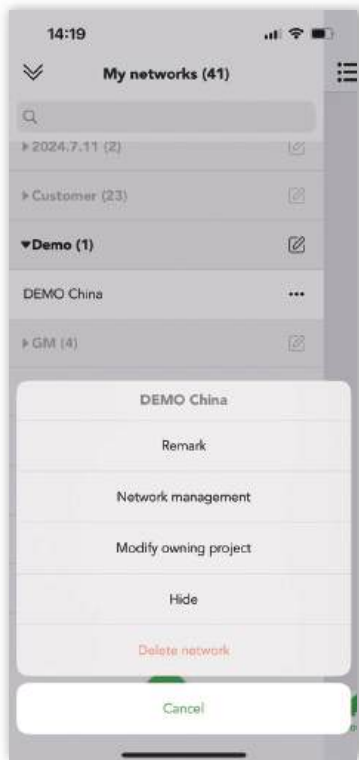 14:19
My networks (41)
2024.7.11 (2)
Customer (23)
Demo (1)
DEMO China
GM (4)
DEMO China
Remark
Network management
Modify owning project
Hide
Delete network
Cancel